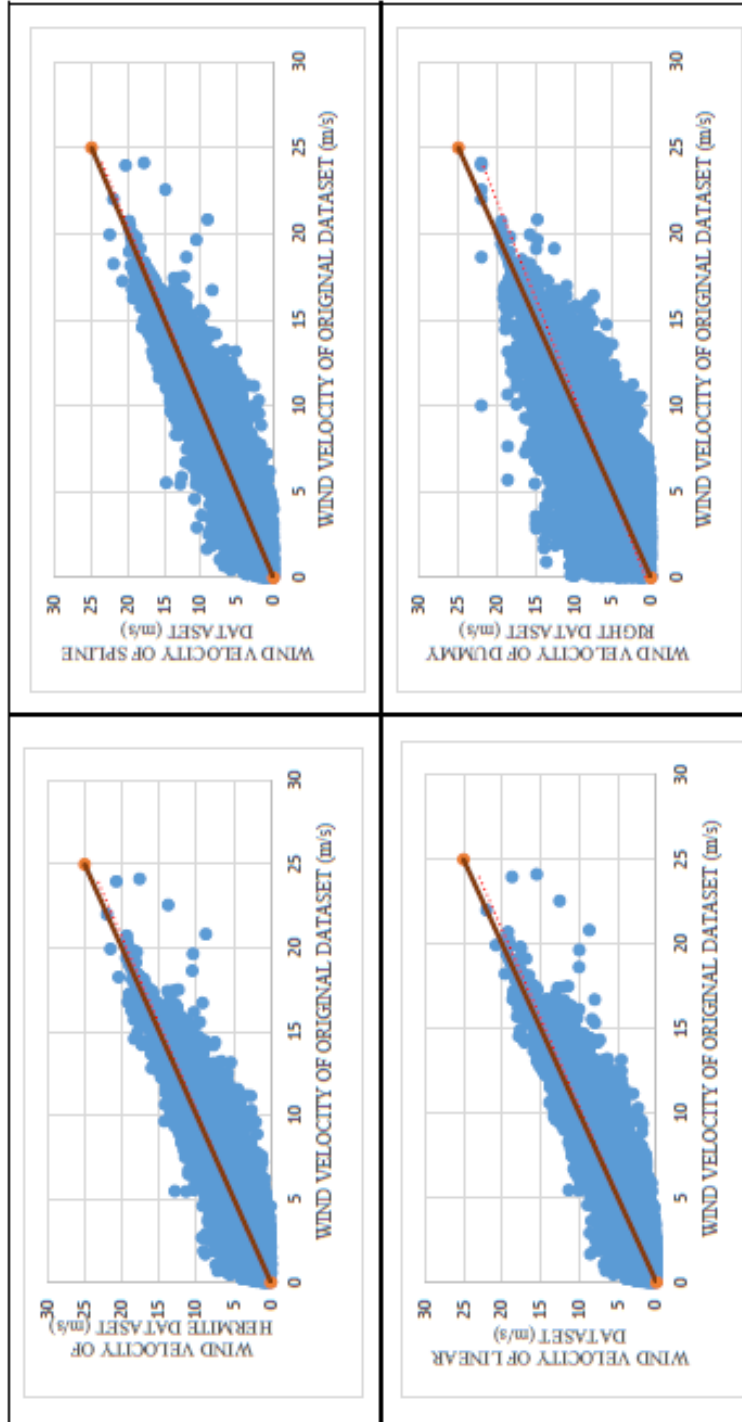 WIND VELOCITY OF
HERMITE DATASET (m/s)
30
25
20
15
10
5
0
0 5 10 15 20 25 30
WIND VELOCITY OF ORIGINAL DATASET (m/s)
WIND VELOCITY OF SPLINE
DATASET (m/s)
30
25
20
15
10
5
0
0 5 10 15 20 25 30
WIND VELOCITY OF ORIGINAL DATASET (m/s)
WIND VELOCITY OF LINEAR
DATASET (m/s)
30
25
20
15
10
5
0
0 5 10 15 20 25 30
WIND VELOCITY OF ORIGINAL DATASET (m/s)
WIND VELOCITY OF DUMMY
RIGHT DATASET (m/s)
30
25
20
15
10
5
0
0 5 10 15 20 25 30
WIND VELOCITY OF ORIGINAL DATASET (m/s)